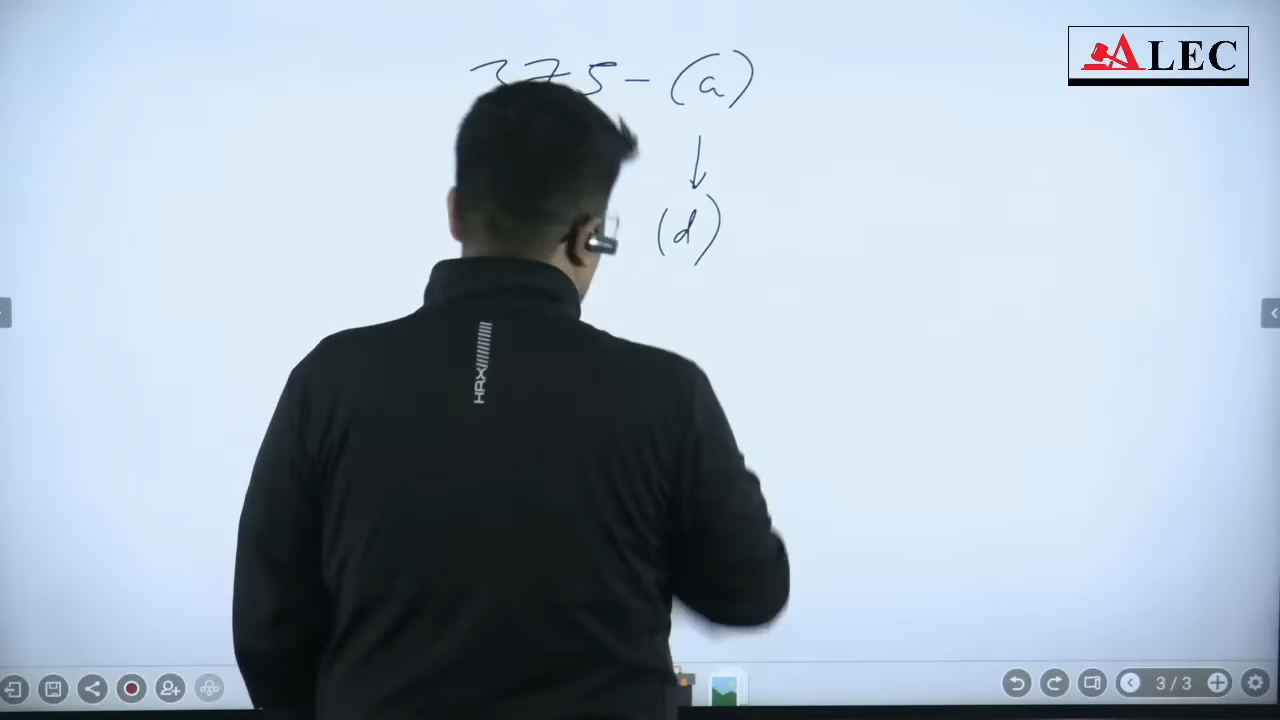 375 - (a)
↓
(d)
ALEC
HRX
3/3